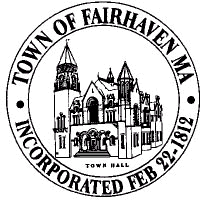 TOWN OF FAIRHAVEN MA
TOWN HALL
• INCORPORATED FEB 22-1812 •